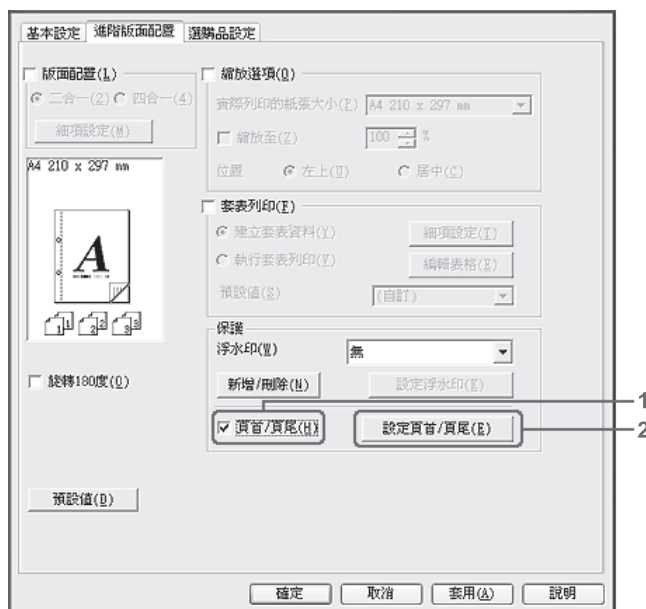 基本設定 進階版面配置 選購品設定
版面配置(L)
二合一(2) 四合一(4)
細項設定(M)
A4 210 x 297 mm
A
1 1 2 2 3 3
旋轉180度(O)
預設值(D)
縮放選項(Q)
實際列印的紙張大小(P) A4 210 x 297 mm
縮放至(Z) 100 %
位置 左上(U) 居中(C)
套表列印(F)
建立套表資料(Y) 細項設定(T)
執行套表列印(V) 編輯表格(B)
預設值(S) (自訂)
保護
浮水印(W) 無
新增/刪除(N) 設定浮水印(K)
頁首/頁尾(H) 設定頁首/頁尾(E)
1
2
確定 取消 套用(A) 說明